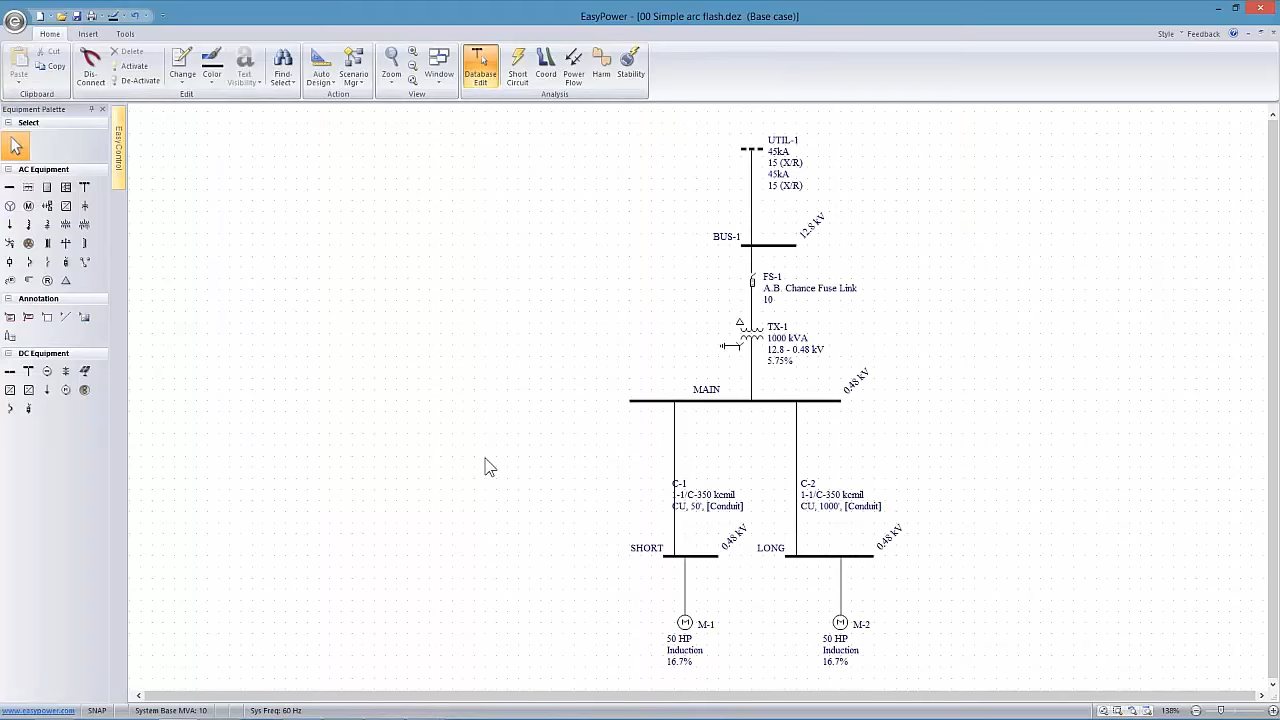 EasyPower - [00 Simple arc flash.dez (Base case)]
Home Insert Tools Style Feedback
Paste Cut Copy
Dis-Connect Delete Activate De-Activate
Change Color Text Visibility Find-Select
Auto Design Scenario Mgr Zoom Window
Database Edit Short Circuit Coord Power Flow Harm Stability
Clipboard Edit Action View Analysis
Equipment Palette
Select
EasyControl
AC Equipment
Annotation
DC Equipment
UTIL-1
45kA
15 (X/R)
45kA
15 (X/R)
BUS-1 12.8 kV
FS-1
A.B. Chance Fuse Link
10
TX-1
1000 kVA
12.8 - 0.48 kV
5.75%
MAIN 0.48 kV
C-1
1-1/C-350 kcmil
CU, 50', [Conduit]
C-2
1-1/C-350 kcmil
CU, 1000', [Conduit]
SHORT 0.48 kV
LONG 0.48 kV
M M-1
50 HP
Induction
16.7%
M M-2
50 HP
Induction
16.7%
www.easypower.com SNAP System Base MVA: 10 Sys Freq: 60 Hz 138%